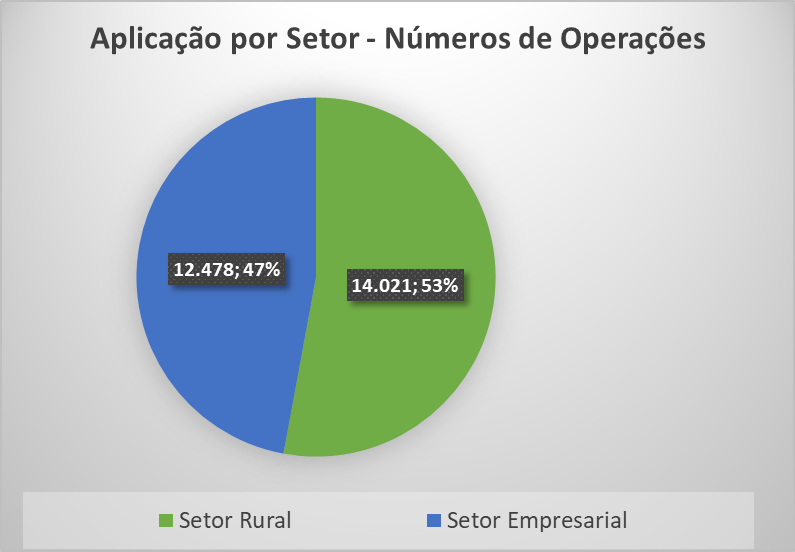 Aplicação por Setor - Números de Operações
12.478; 47%
14.021; 53%
Setor Rural
Setor Empresarial